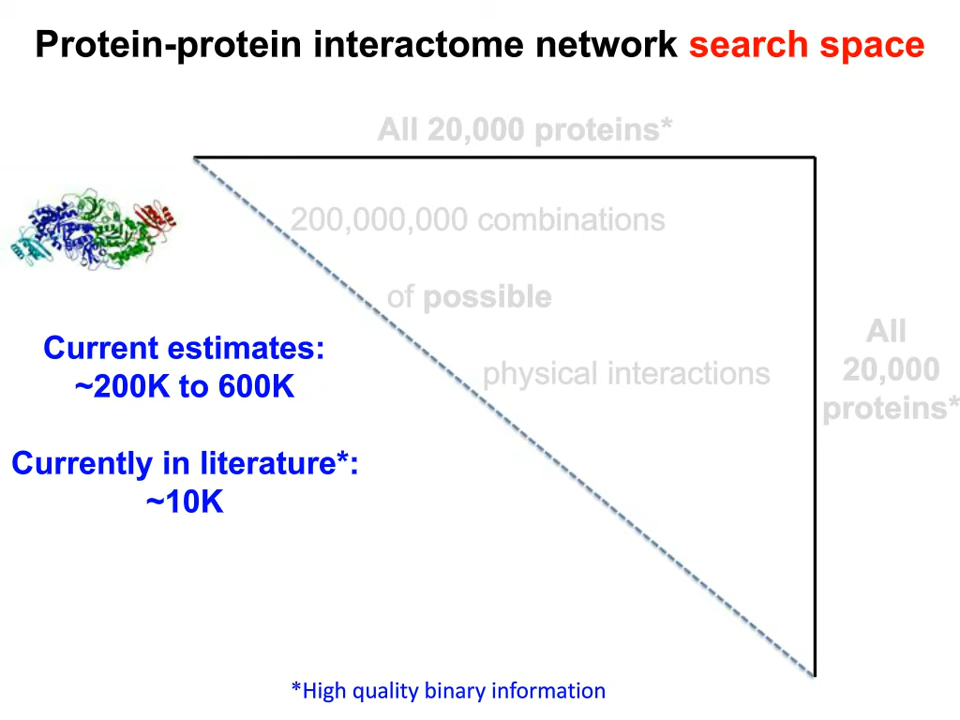 Protein-protein interactome network search space
All 20,000 proteins*
200,000,000 combinations
of possible
physical interactions
All
20,000
proteins*
Current estimates:
~200K to 600K
Currently in literature*:
~10K
*High quality binary information